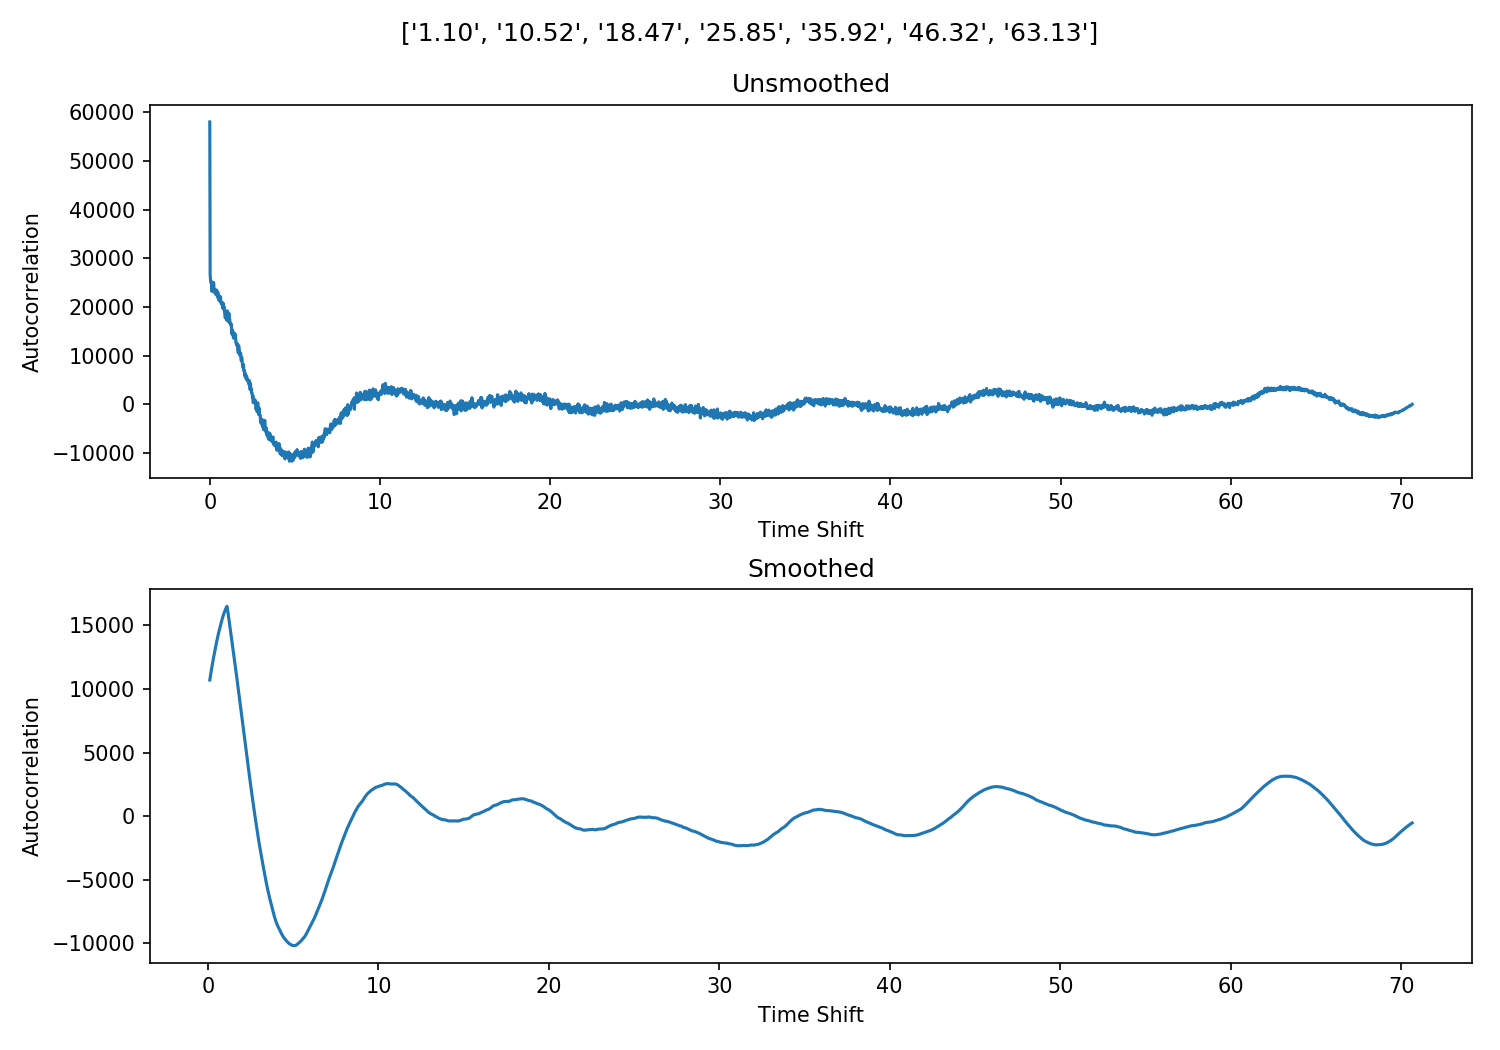 ['1.10', '10.52', '18.47', '25.85', '35.92', '46.32', '63.13']
Unsmoothed
60000
50000
40000
30000
20000
10000
0
−10000
Autocorrelation
0 10 20 30 40 50 60 70
Time Shift
Smoothed
15000
10000
5000
0
−5000
−10000
Autocorrelation
0 10 20 30 40 50 60 70
Time Shift